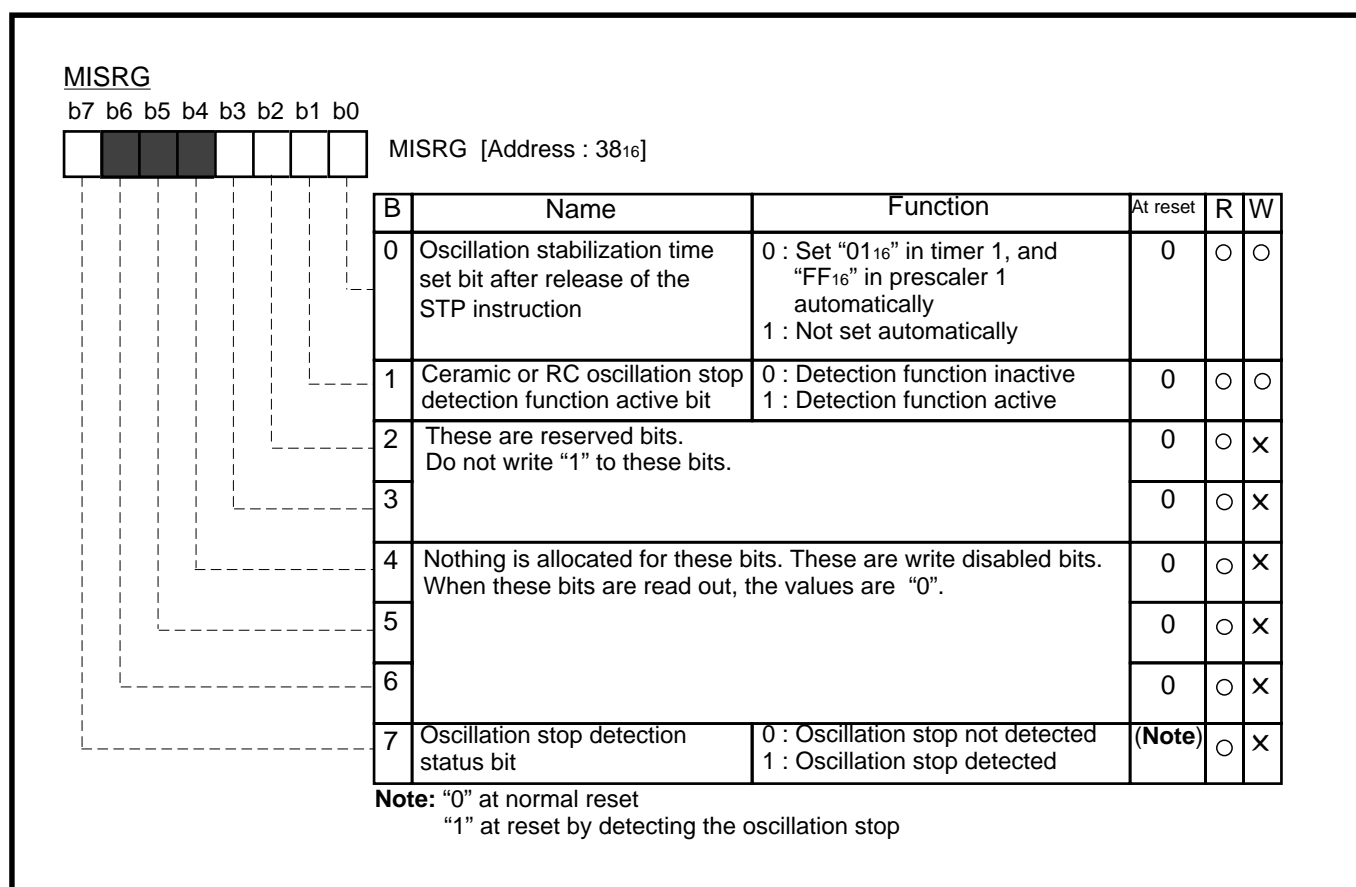 MISRG
b7 b6 b5 b4 b3 b2 b1 b0
MISRG [Address : 3816]
B Name Function At reset R W
0 Oscillation stabilization time set bit after release of the STP instruction 0 : Set “0116” in timer 1, and “FF16” in prescaler 1 automatically 1 : Not set automatically 0 ○ ○
1 Ceramic or RC oscillation stop detection function active bit 0 : Detection function inactive 1 : Detection function active 0 ○ ○
2 These are reserved bits. Do not write “1” to these bits. 0 ○ ×
3 0 ○ ×
4 Nothing is allocated for these bits. These are write disabled bits. When these bits are read out, the values are “0”. 0 ○ ×
5 0 ○ ×
6 0 ○ ×
7 Oscillation stop detection status bit 0 : Oscillation stop not detected 1 : Oscillation stop detected (Note) ○ ×
Note: “0” at normal reset
“1” at reset by detecting the oscillation stop